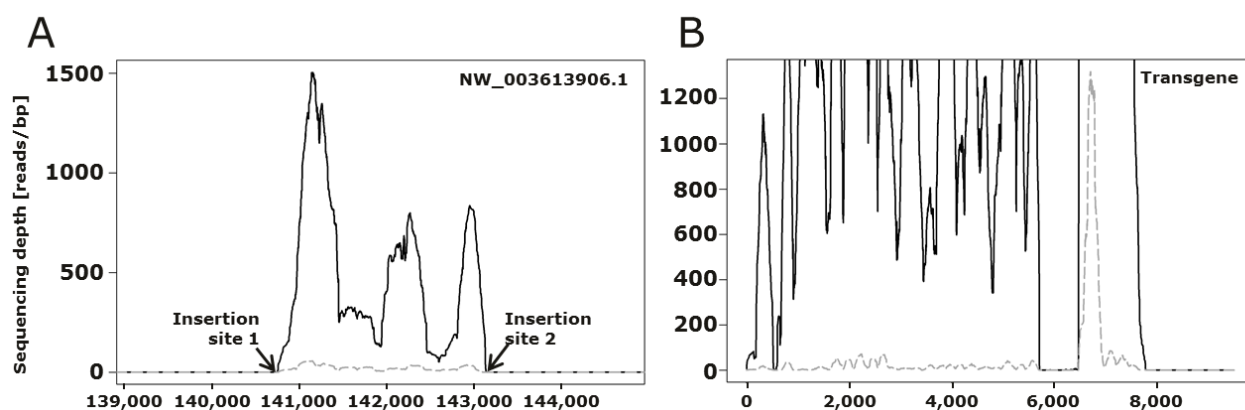 A
B
NW_003613906.1
Transgene
Sequencing depth [reads/bp]
1500
1000
500
0
Insertion
site 1
Insertion
site 2
139,000 140,000 141,000 142,000 143,000 144,000
1200
1000
800
600
400
200
0
0 2,000 4,000 6,000 8,000